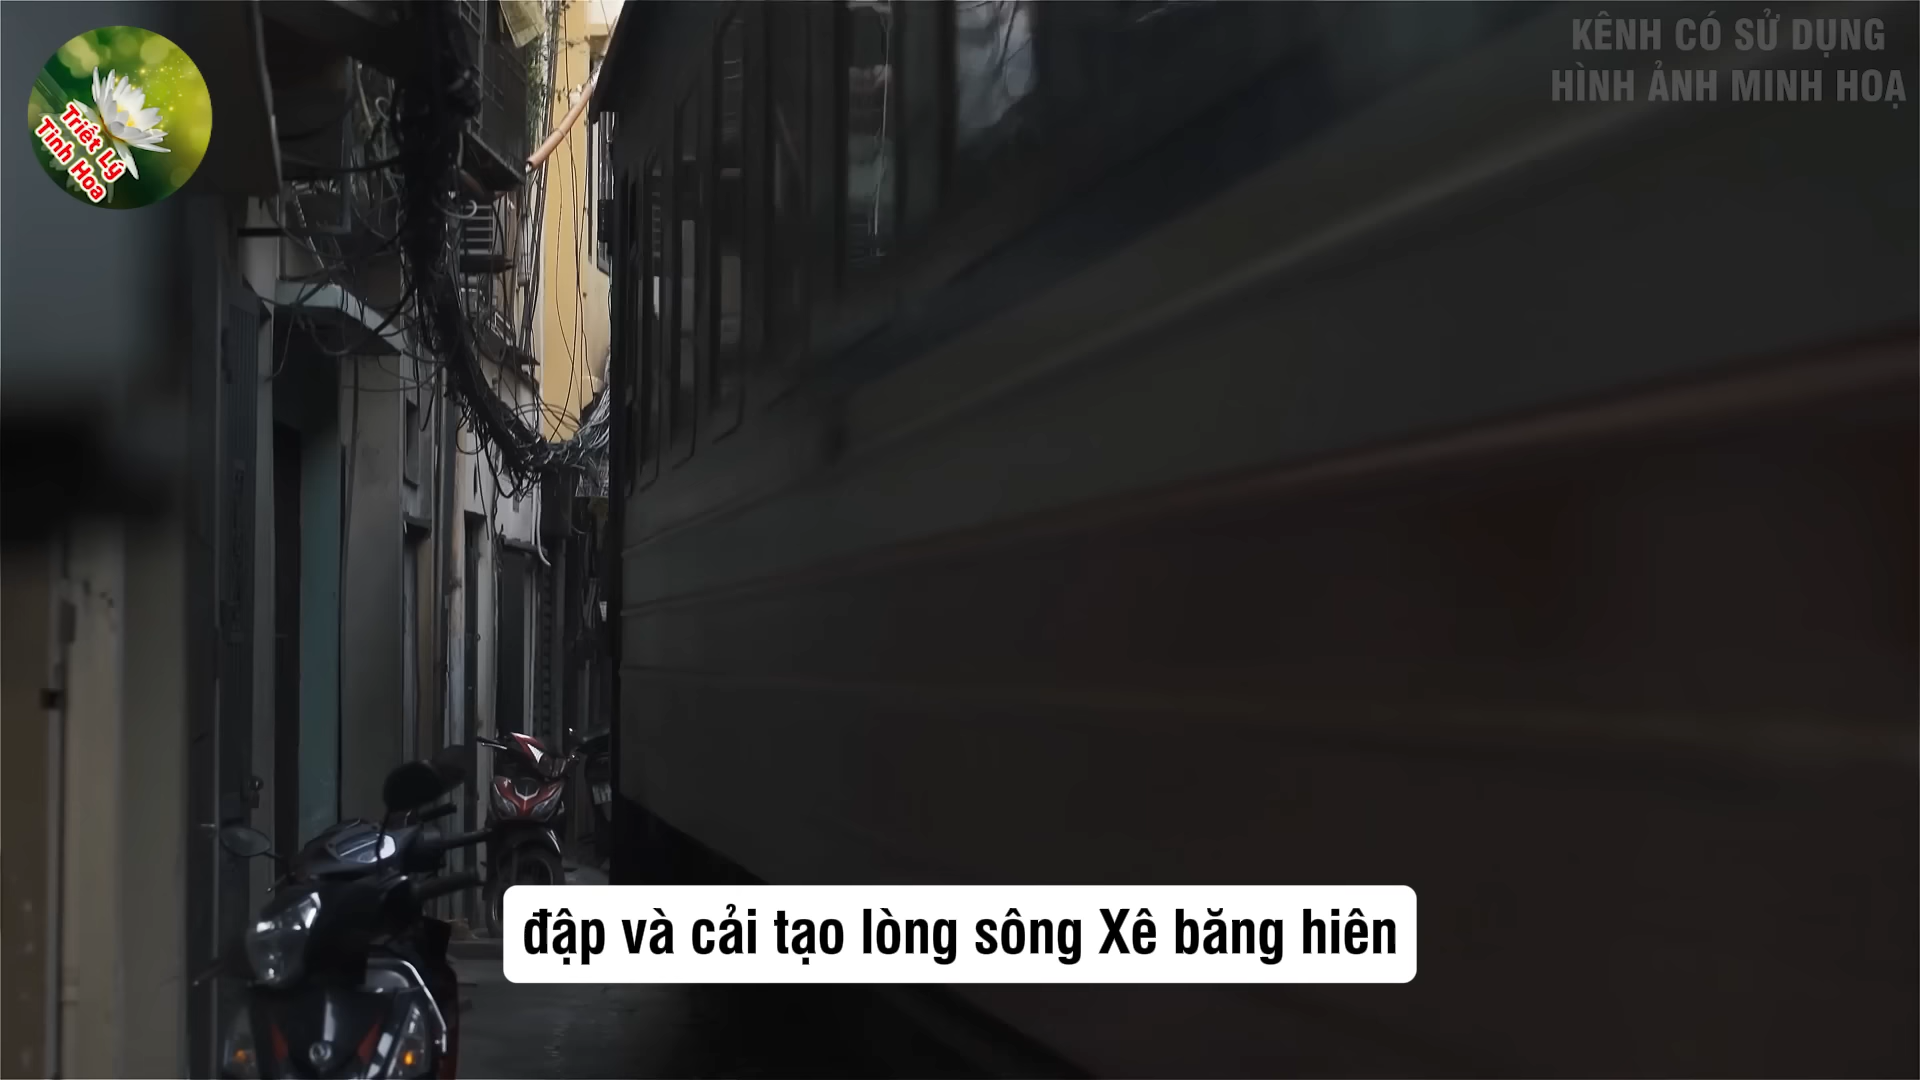 KÊNH CÓ SỬ DỤNG
HÌNH ẢNH MINH HOẠ
Triết Lý
Tinh Hoa
đập và cải tạo lòng sông Xê băng hiên